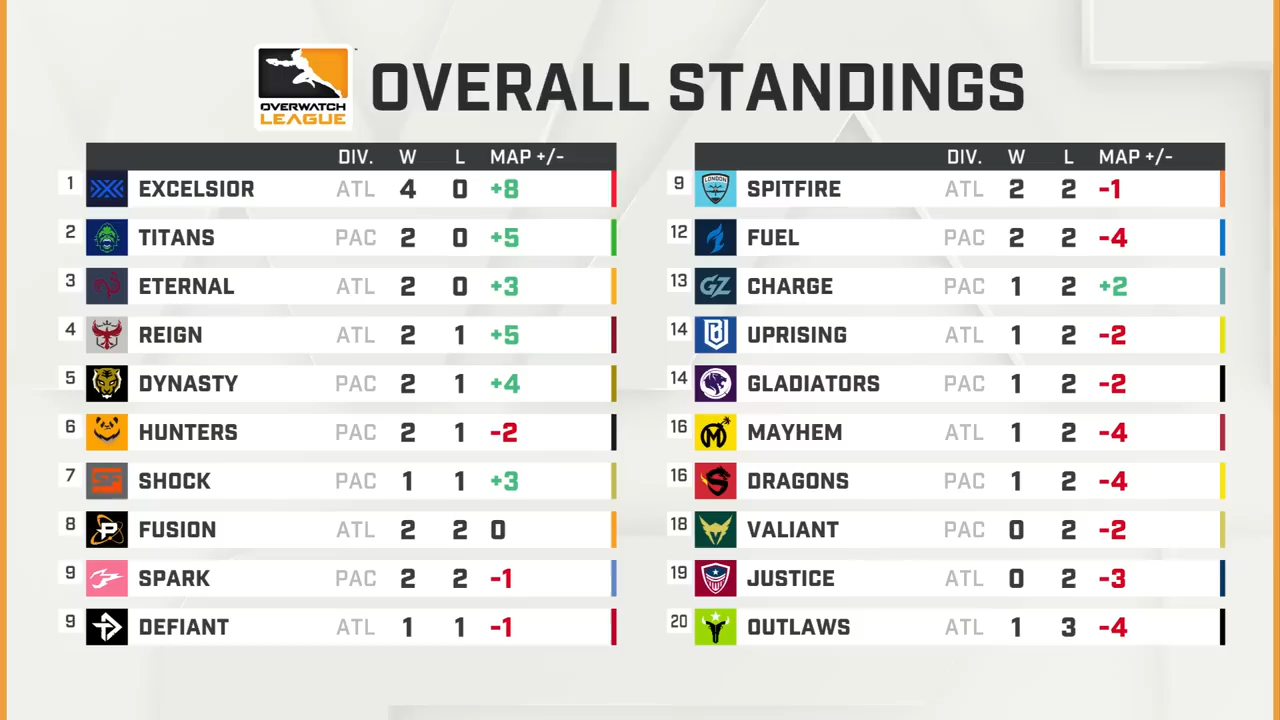 OVERWATCH
LEAGUE
OVERALL STANDINGS
DIV. W L MAP +/-
1 EXCELSIOR ATL 4 0 +8
2 TITANS PAC 2 0 +5
3 ETERNAL ATL 2 0 +3
4 REIGN ATL 2 1 +5
5 DYNASTY PAC 2 1 +4
6 HUNTERS PAC 2 1 -2
7 SF SHOCK PAC 1 1 +3
8 P FUSION ATL 2 2 0
9 SPARK PAC 2 2 -1
9 DEFIANT ATL 1 1 -1
DIV. W L MAP +/-
9 LONDON SPITFIRE ATL 2 2 -1
12 FUEL PAC 2 2 -4
13 GZ CHARGE PAC 1 2 +2
14 B UPRISING ATL 1 2 -2
14 GLADIATORS PAC 1 2 -2
16 M MAYHEM ATL 1 2 -4
16 S DRAGONS PAC 1 2 -4
18 VALIANT PAC 0 2 -2
19 JUSTICE ATL 0 2 -3
20 OUTLAWS ATL 1 3 -4